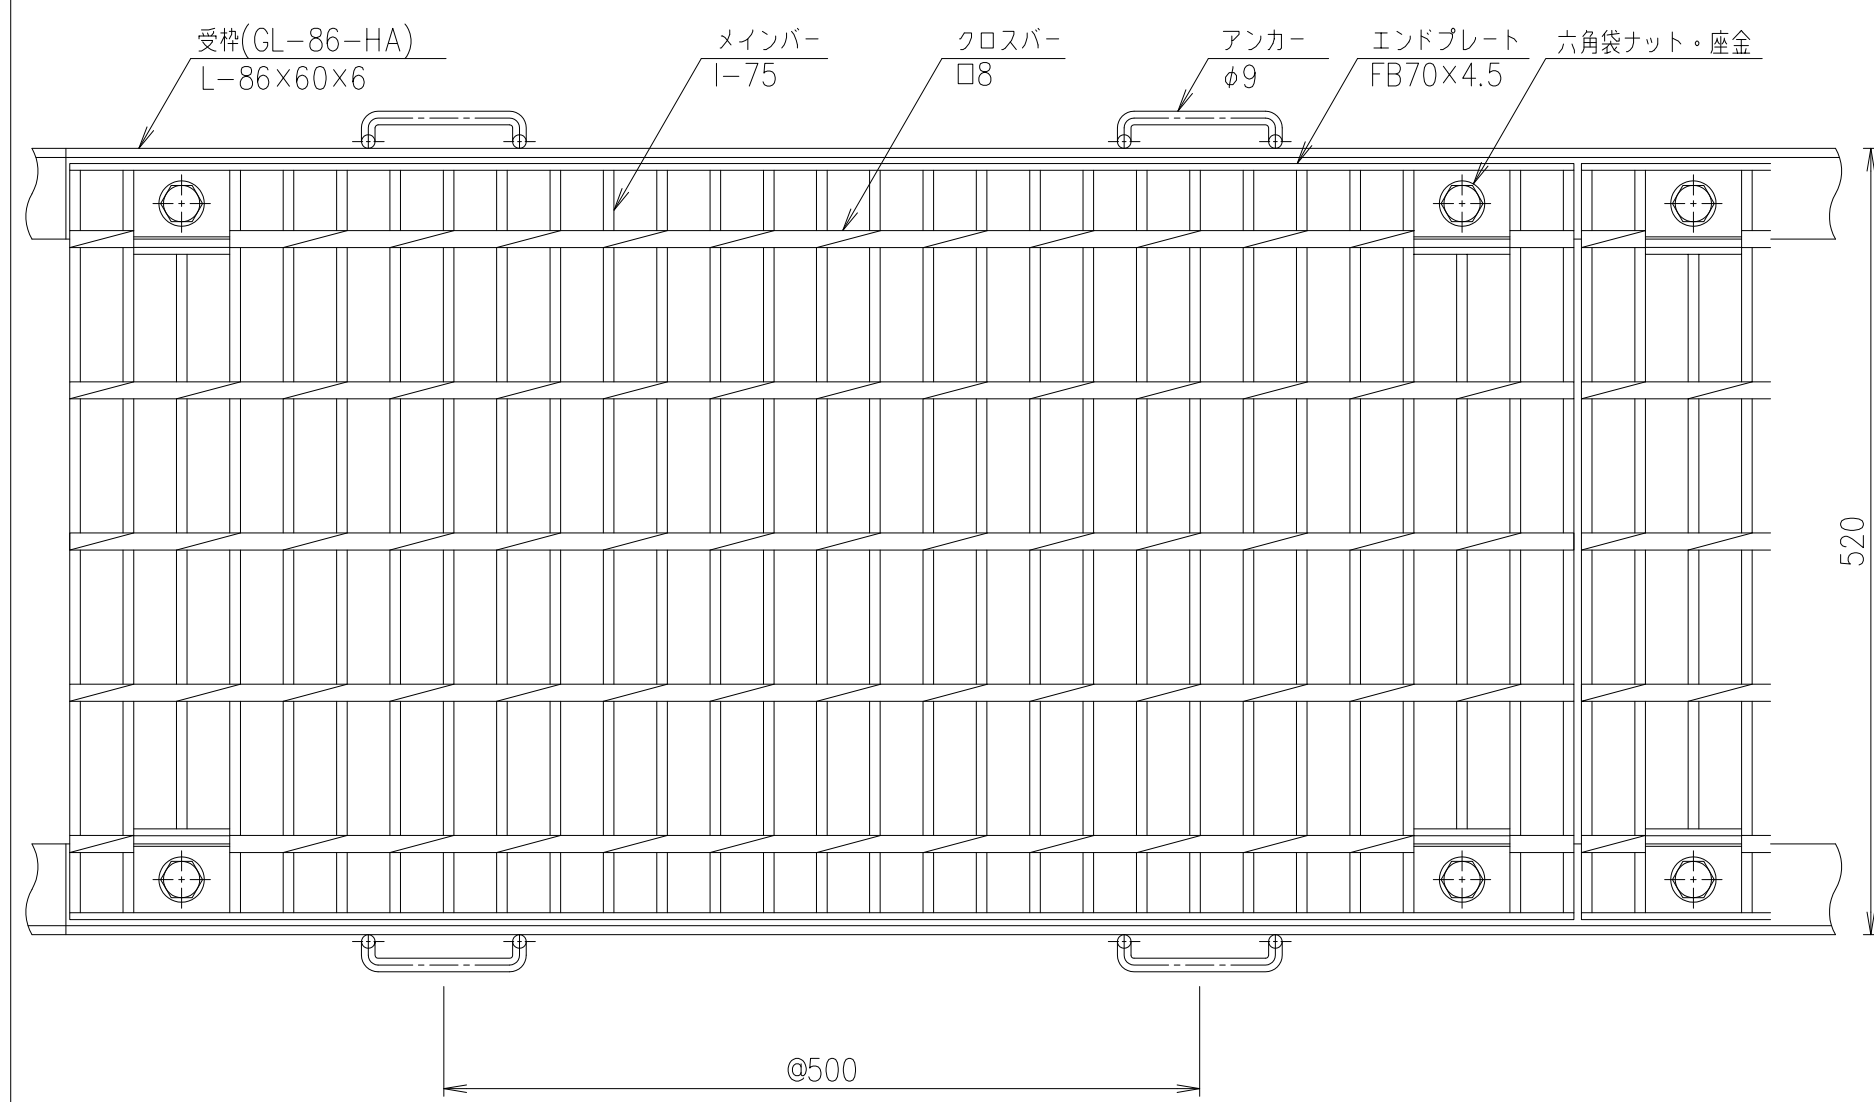 受枠(GL-86-HA)
L-86×60×6
メインバー
I-75
クロスバー
□8
アンカー
φ9
エンドプレート
FB70×4.5
六角袋ナット・座金
520
@500